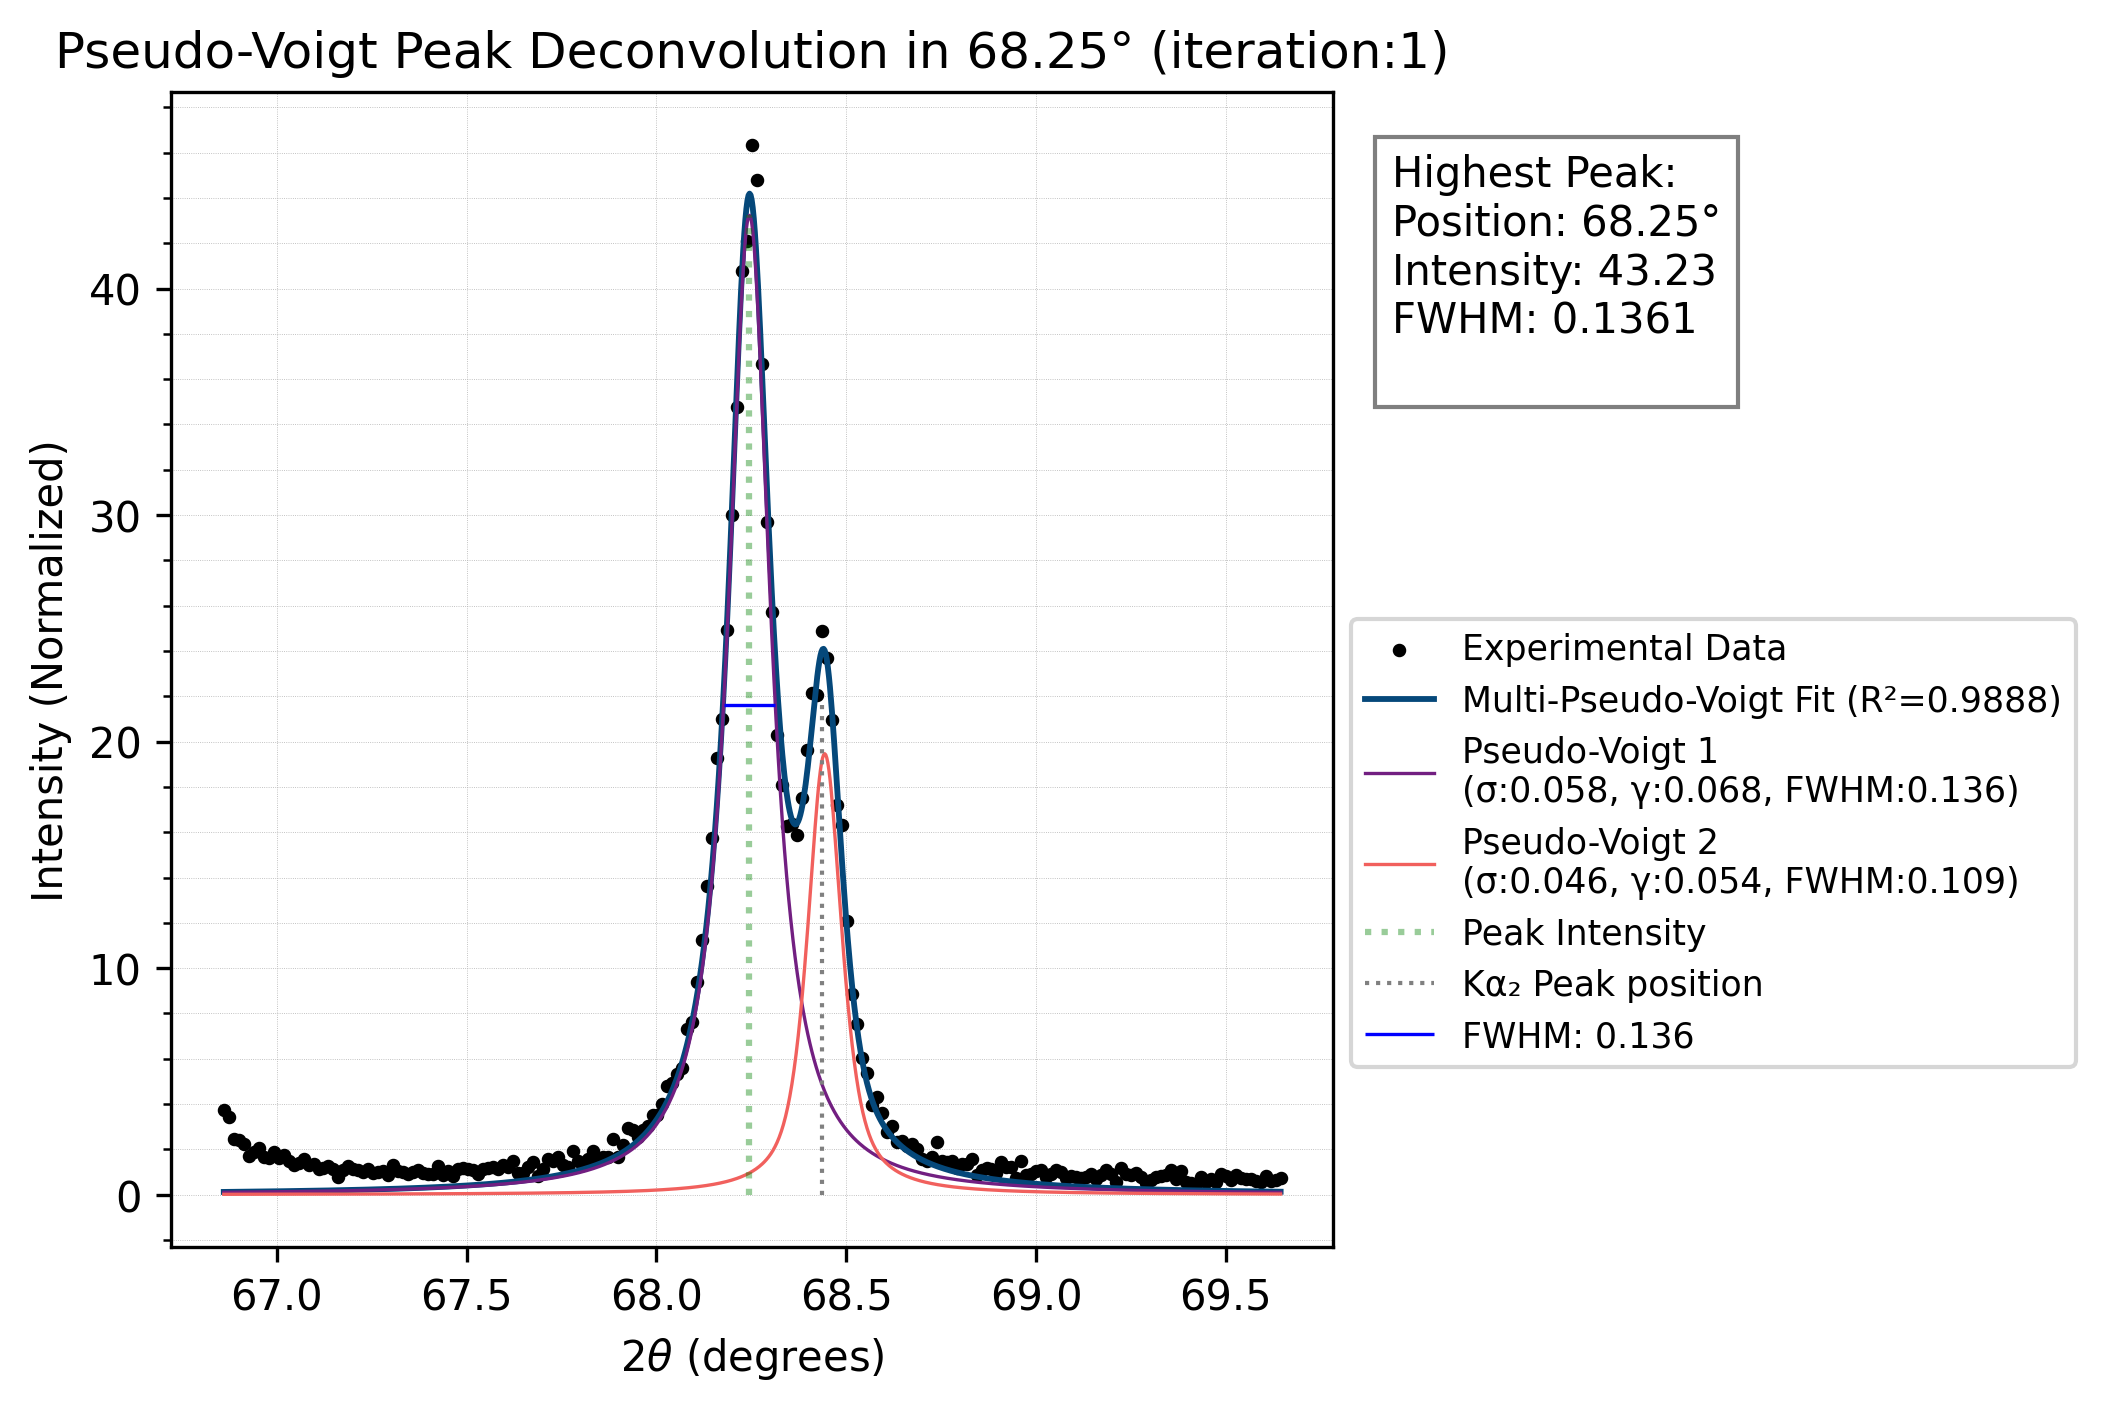 Pseudo-Voigt Peak Deconvolution in 68.25° (iteration:1)
Highest Peak:
Position: 68.25°
Intensity: 43.23
FWHM: 0.1361
Intensity (Normalized)
40
30
20
10
0
67.0 67.5 68.0 68.5 69.0 69.5
2θ (degrees)
Experimental Data
Multi-Pseudo-Voigt Fit (R²=0.9888)
Pseudo-Voigt 1
(σ:0.058, γ:0.068, FWHM:0.136)
Pseudo-Voigt 2
(σ:0.046, γ:0.054, FWHM:0.109)
Peak Intensity
Kα₂ Peak position
FWHM: 0.136